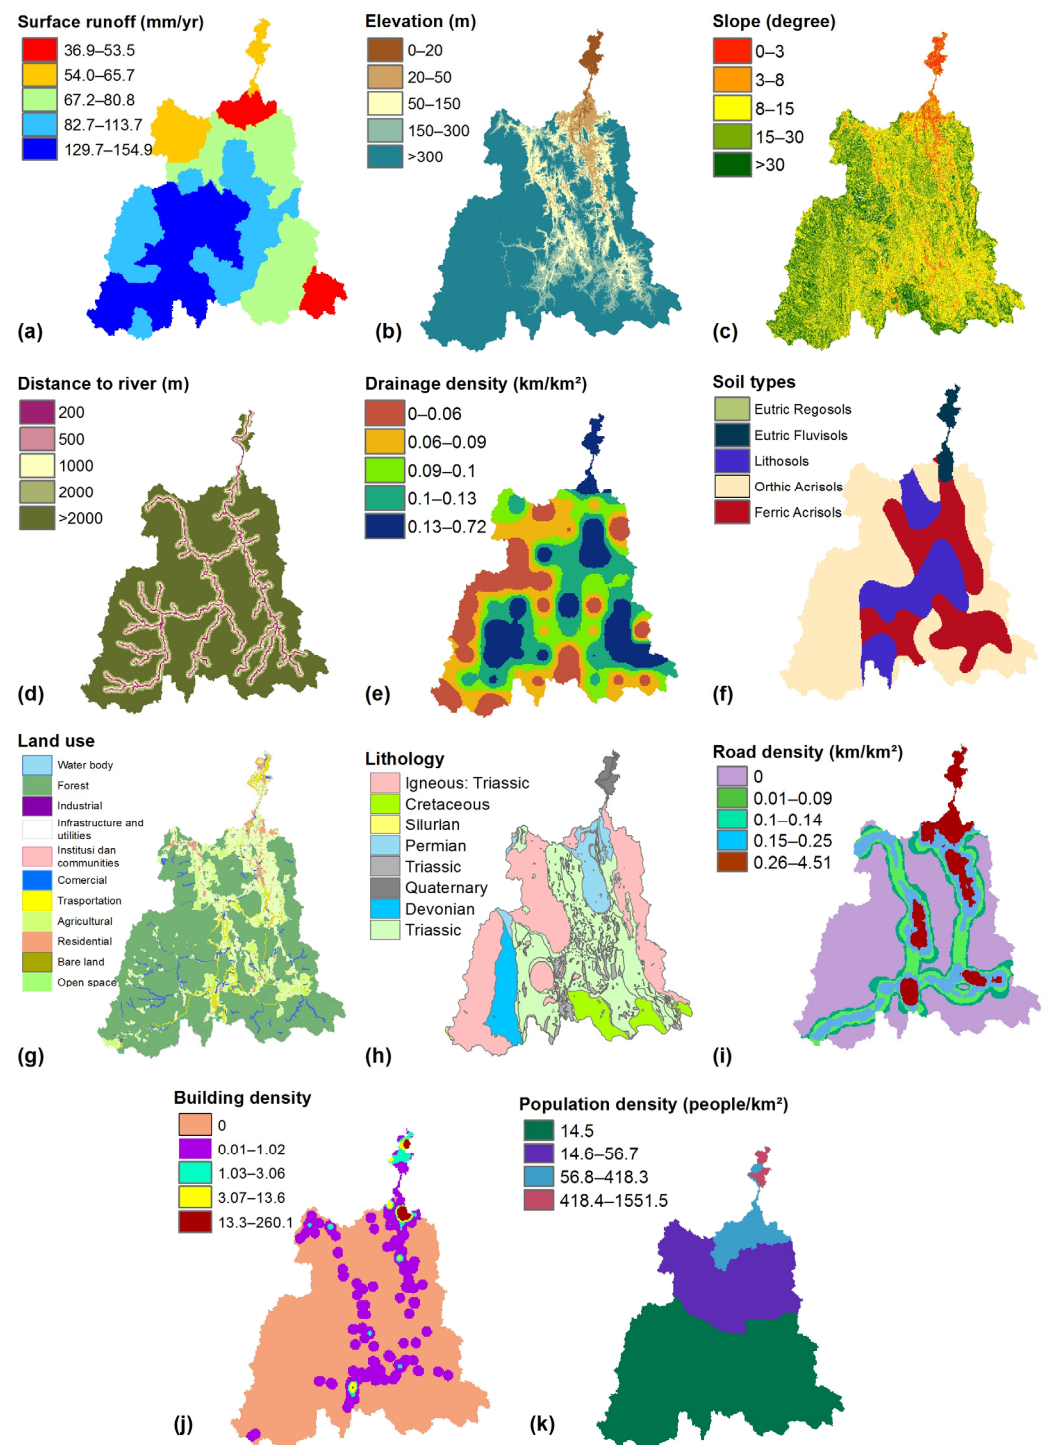 Surface runoff (mm/yr)
36.9–53.5
54.0–65.7
67.2–80.8
82.7–113.7
129.7–154.9
(a)
Elevation (m)
0–20
20–50
50–150
150–300
>300
(b)
Slope (degree)
0–3
3–8
8–15
15–30
>30
(c)
Distance to river (m)
200
500
1000
2000
>2000
(d)
Drainage density (km/km²)
0–0.06
0.06–0.09
0.09–0.1
0.1–0.13
0.13–0.72
(e)
Soil types
Eutric Regosols
Eutric Fluvisols
Lithosols
Orthic Acrisols
Ferric Acrisols
(f)
Land use
Water body
Forest
Industrial
Infrastructure and
utilities
Institusi dan
communities
Comercial
Trasportation
Agricultural
Residential
Bare land
Open space
(g)
Lithology
Igneous: Triassic
Cretaceous
Silurian
Permian
Triassic
Quaternary
Devonian
Triassic
(h)
Road density (km/km²)
0
0.01–0.09
0.1–0.14
0.15–0.25
0.26–4.51
(i)
Building density
0
0.01–1.02
1.03–3.06
3.07–13.6
13.3–260.1
(j)
Population density (people/km²)
14.5
14.6–56.7
56.8–418.3
418.4–1551.5
(k)